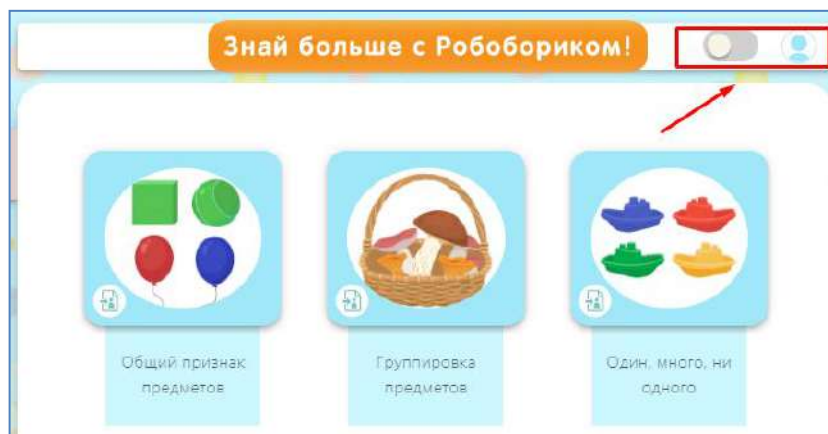 Знай больше с Робобориком!
Общий признак
предметов
Группировка
предметов
Один, много, ни
одного